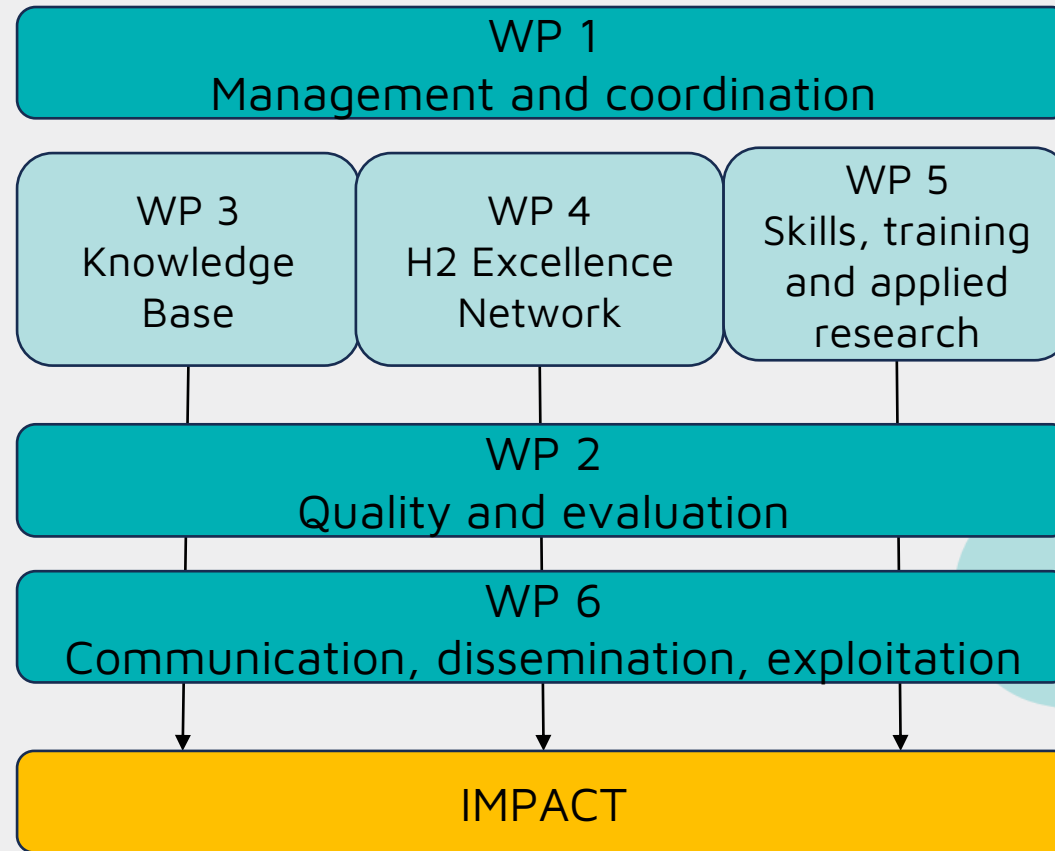 WP 1
Management and coordination
WP 3
Knowledge
Base
WP 4
H2 Excellence
Network
WP 5
Skills, training
and applied
research
WP 2
Quality and evaluation
WP 6
Communication, dissemination, exploitation
IMPACT